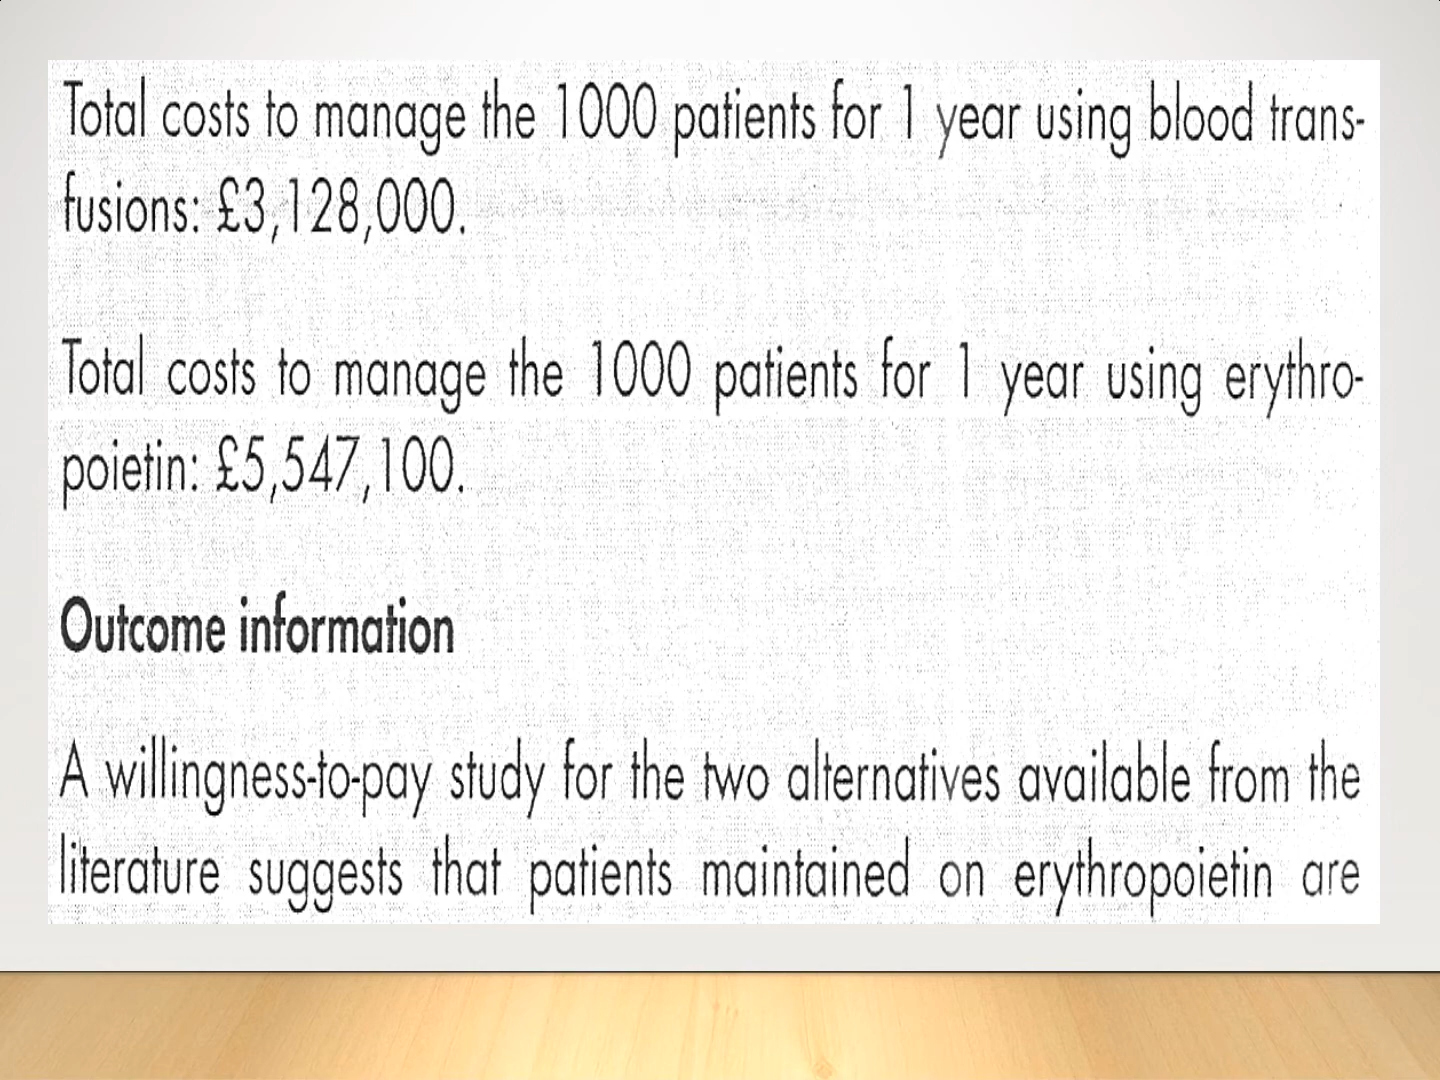 Total costs to manage the 1000 patients for 1 year using blood trans-
fusions: £3,128,000.
Total costs to manage the 1000 patients for 1 year using erythro-
poietin: £5,547,100.
Outcome information
A willingness-to-pay study for the two alternatives available from the
literature suggests that patients maintained on erythropoietin are